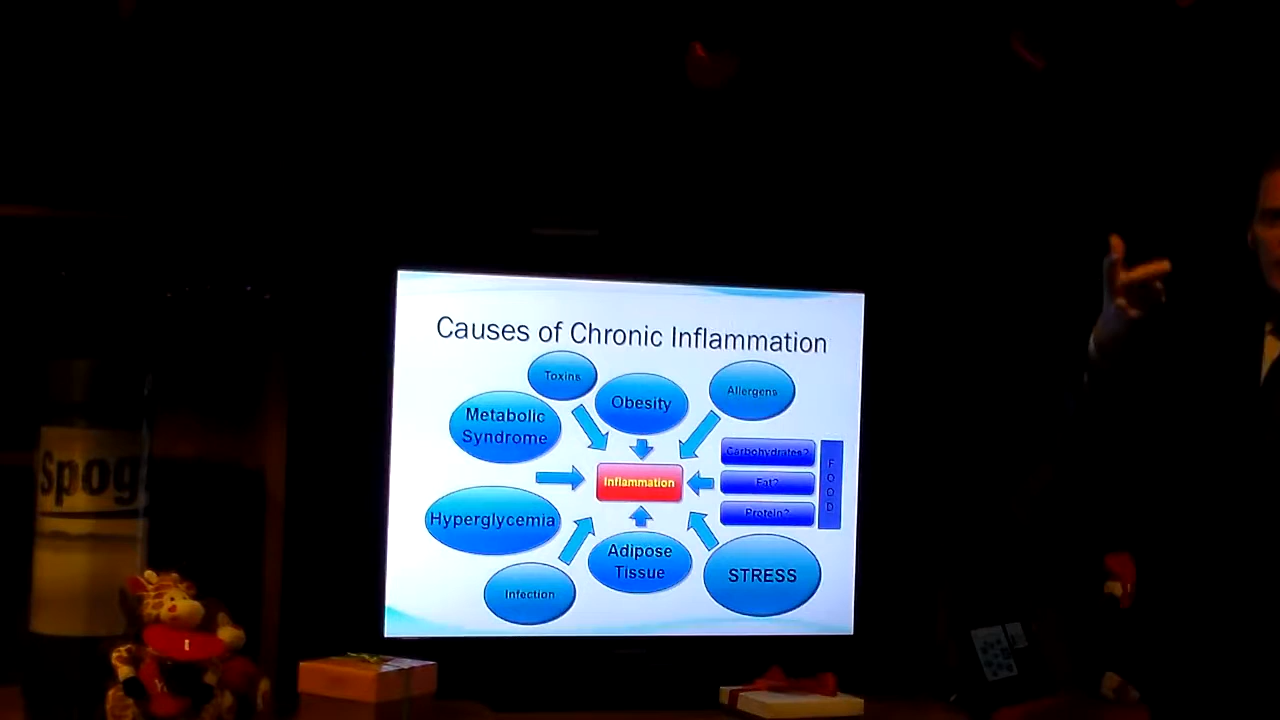 Causes of Chronic Inflammation
Toxins
Obesity
Allergens
Metabolic
Syndrome
Carbohydrates?
Inflammation
Fat?
FOOD
Protein?
Hyperglycemia
Adipose
Tissue
STRESS
Infection
Spog